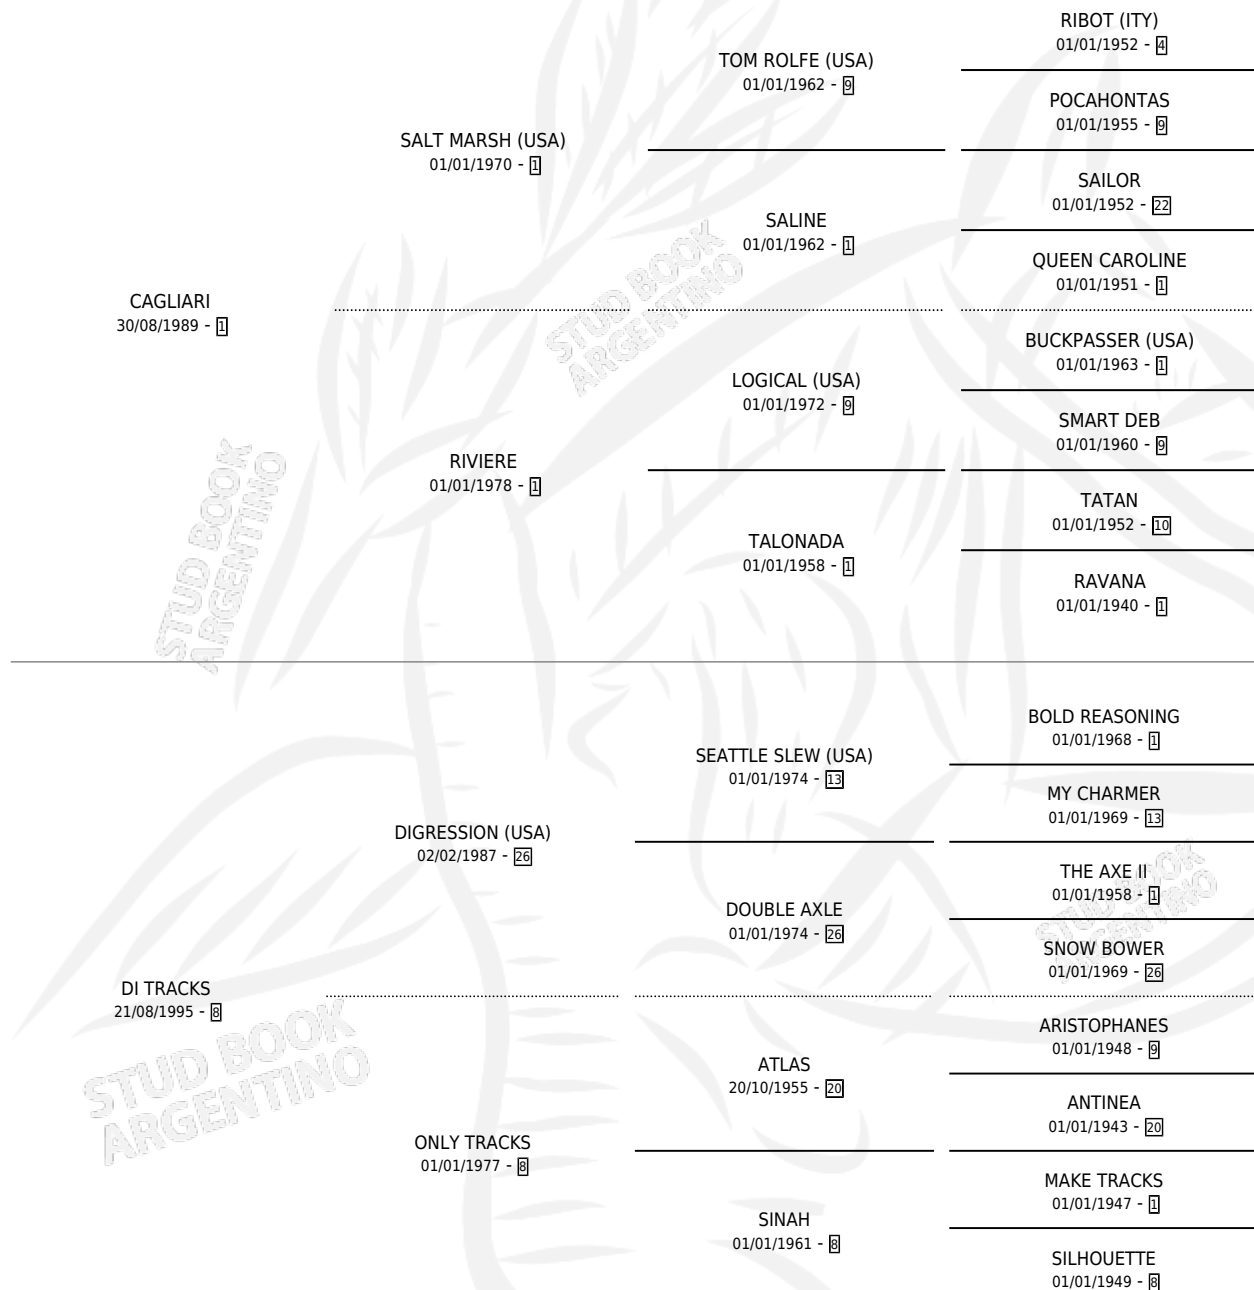 RIBOT (ITY)
01/01/1952 - 4
TOM ROLFE (USA)
01/01/1962 - 9
POCAHONTAS
01/01/1955 - 9
SALT MARSH (USA)
01/01/1970 - 1
SAILOR
01/01/1952 - 22
SALINE
01/01/1962 - 1
QUEEN CAROLINE
01/01/1951 - 1
CAGLIARI
30/08/1989 - 1
BUCKPASSER (USA)
01/01/1963 - 1
LOGICAL (USA)
01/01/1972 - 9
SMART DEB
01/01/1960 - 9
RIVIERE
01/01/1978 - 1
TATAN
01/01/1952 - 10
TALONADA
01/01/1958 - 1
RAVANA
01/01/1940 - 1
STUD BOOK
ARGENTINO
STUD BOOK
ARGENTINO
BOLD REASONING
01/01/1968 - 1
SEATTLE SLEW (USA)
01/01/1974 - 13
MY CHARMER
01/01/1969 - 13
DIGRESSION (USA)
02/02/1987 - 26
THE AXE II
01/01/1958 - 1
DOUBLE AXLE
01/01/1974 - 26
SNOW BOWER
01/01/1969 - 26
DI TRACKS
21/08/1995 - 8
ARISTOPHANES
01/01/1948 - 9
ATLAS
20/10/1955 - 20
ANTINEA
01/01/1943 - 20
ONLY TRACKS
01/01/1977 - 8
MAKE TRACKS
01/01/1947 - 1
SINAH
01/01/1961 - 8
SILHOUETTE
01/01/1949 - 8
STUD BOOK
ARGENTINO
STUD BOOK
ARGENTINO